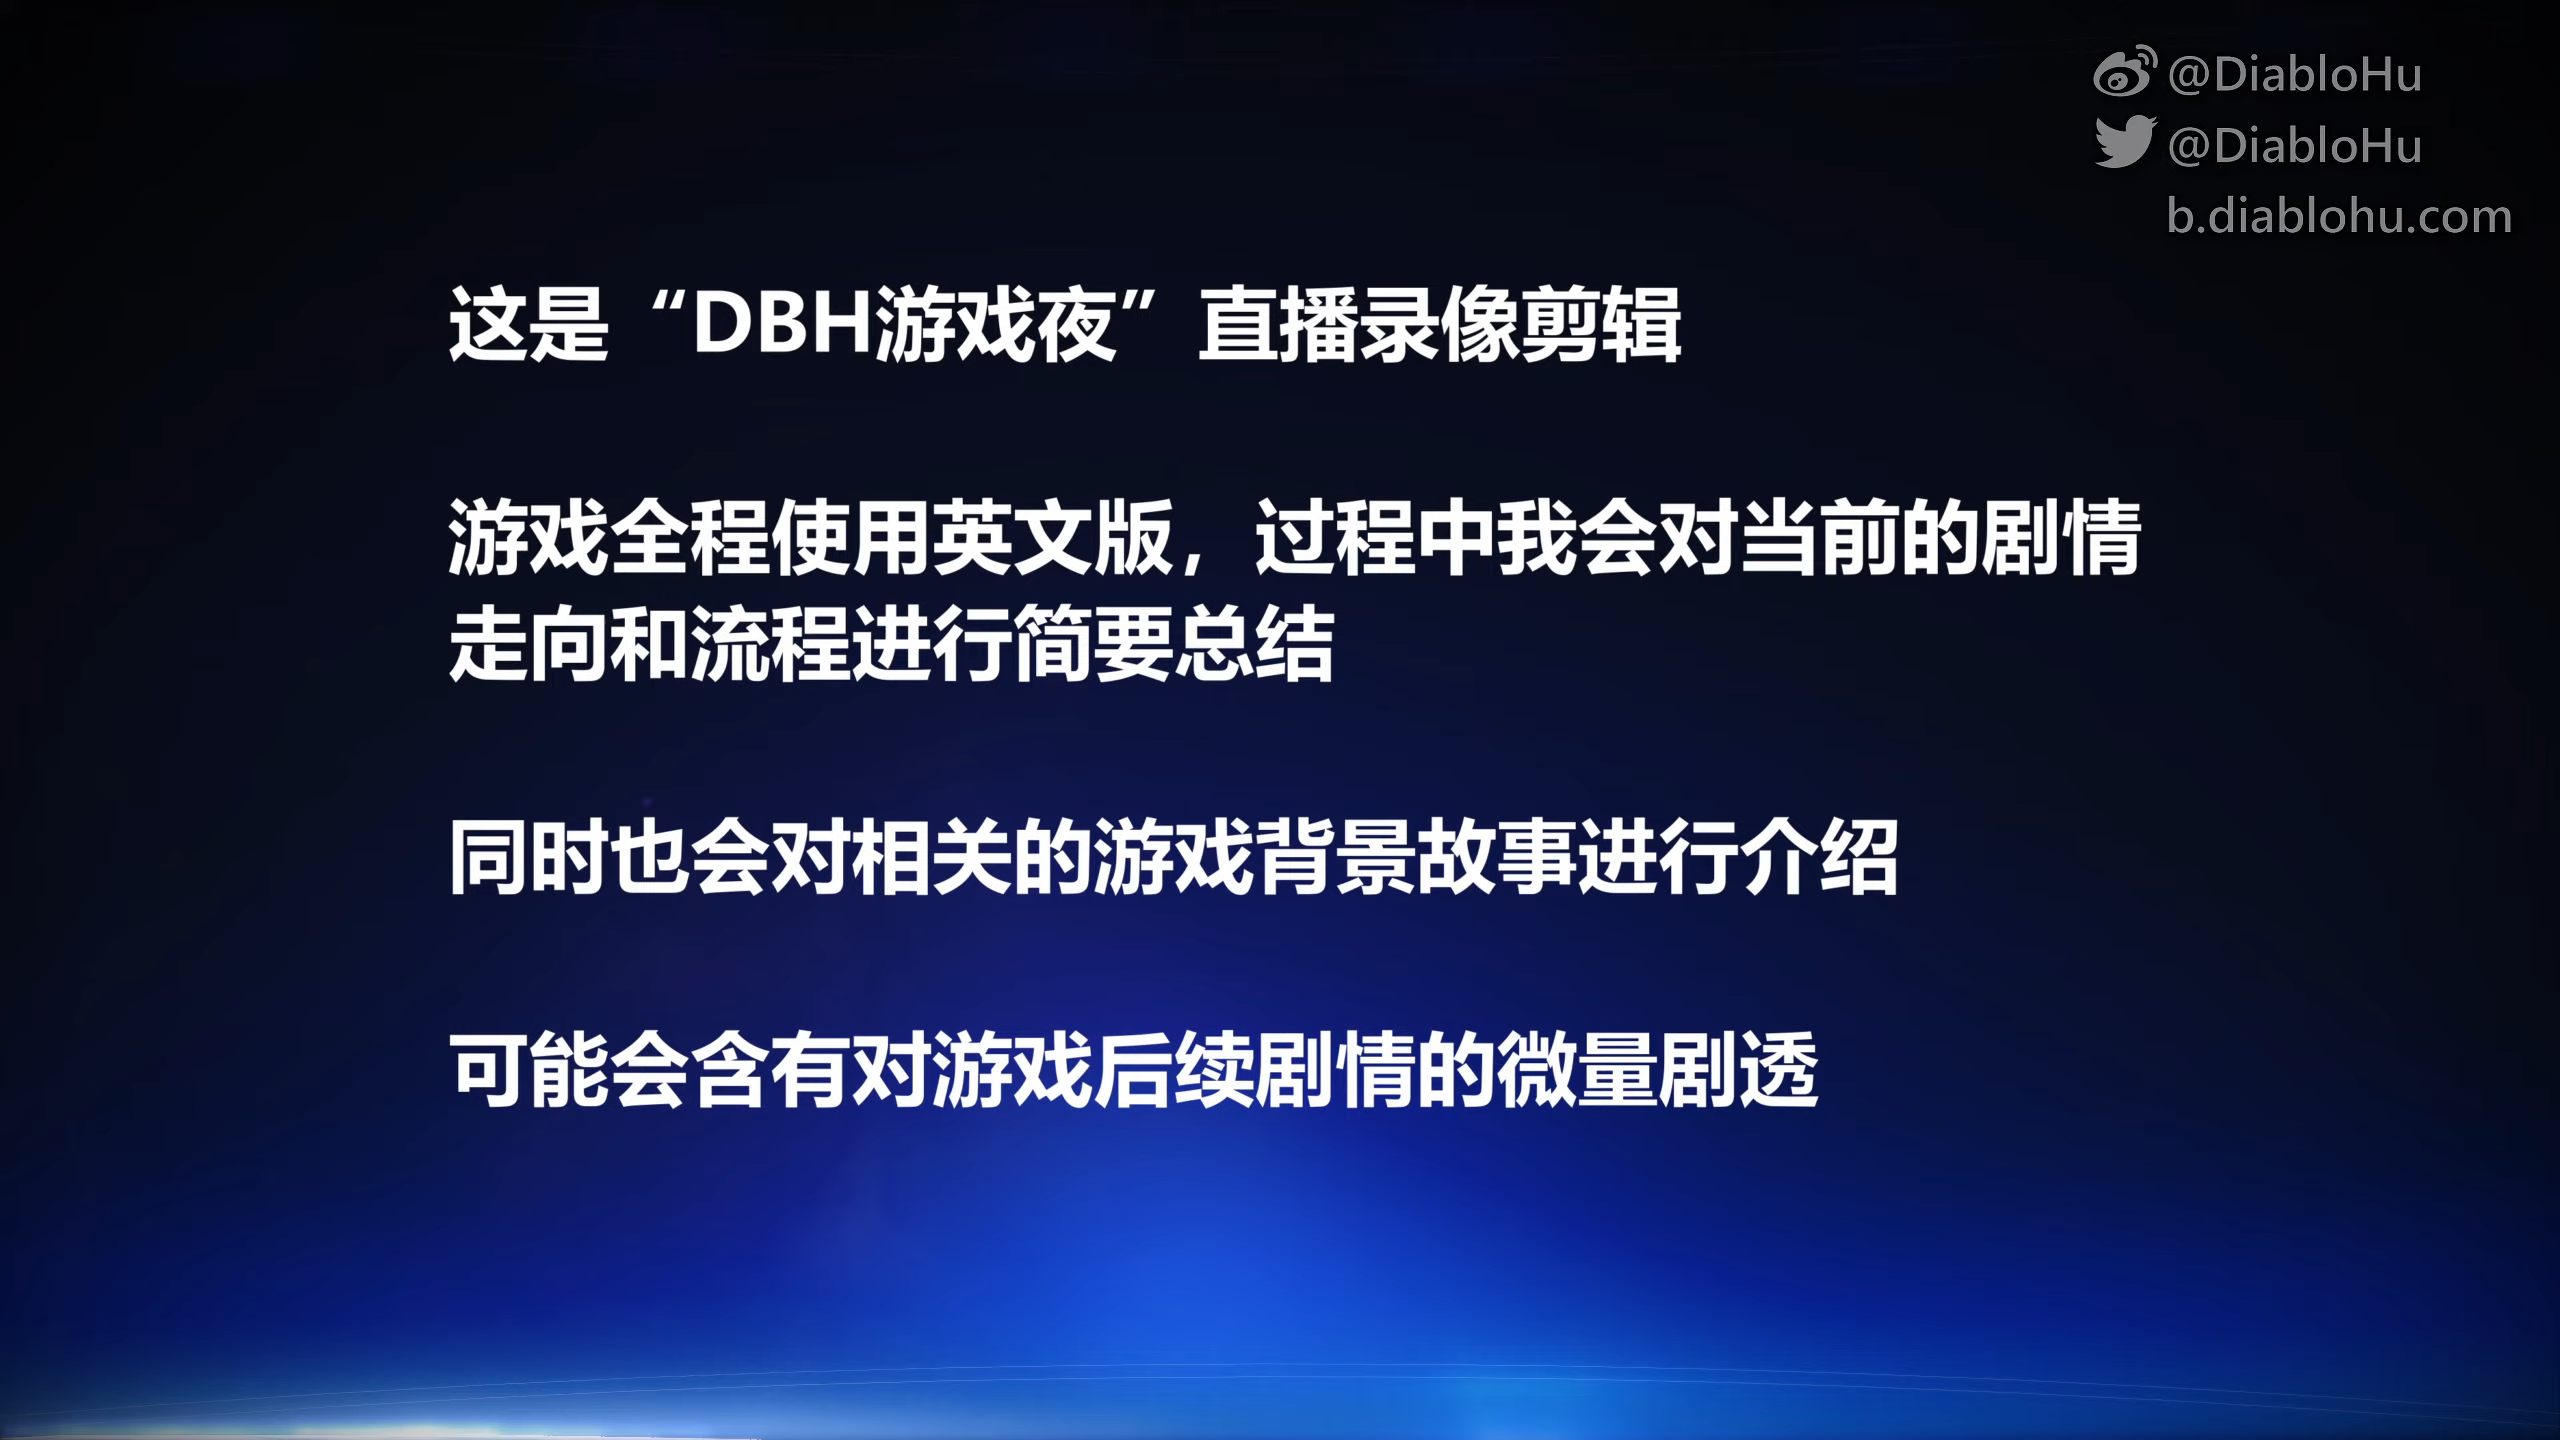 @DiabloHu
@DiabloHu
b.diablohu.com
这是“DBH游戏夜”直播录像剪辑
游戏全程使用英文版，过程中我会对当前的剧情
走向和流程进行简要总结
同时也会对相关的游戏背景故事进行介绍
可能会含有对游戏后续剧情的微量剧透